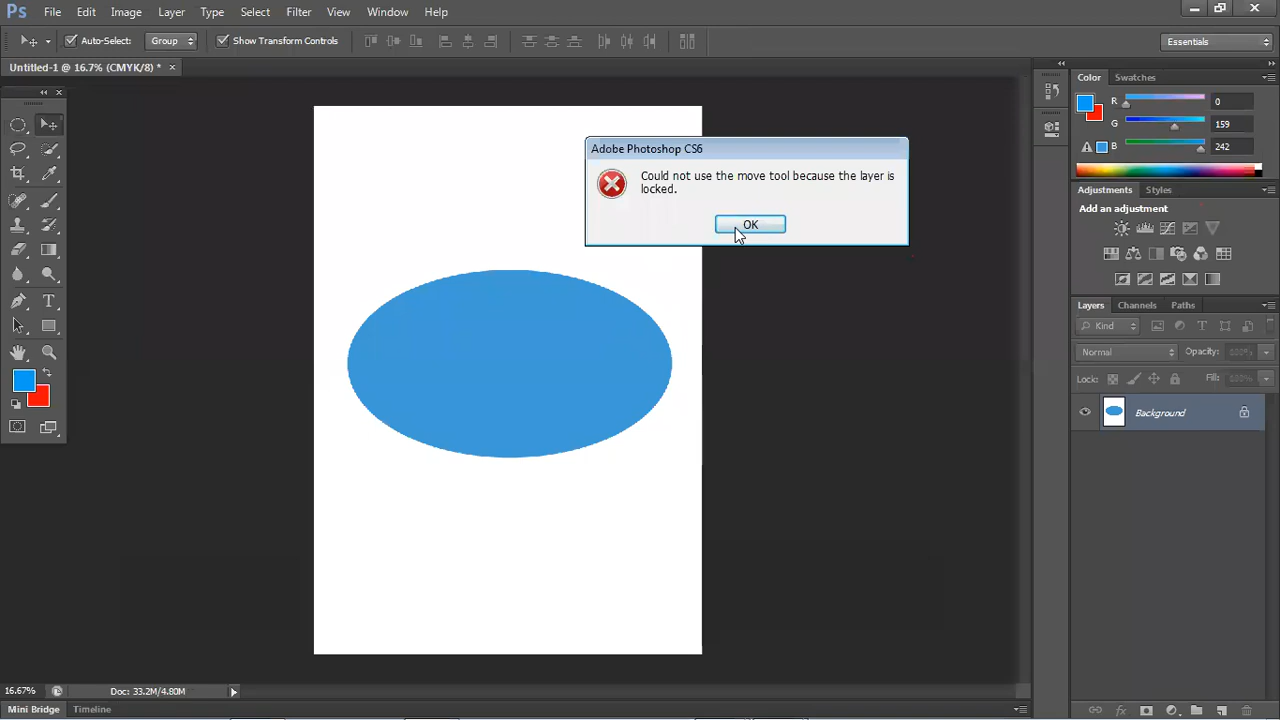 Ps File Edit Image Layer Type Select Filter View Window Help
Auto-Select: Group Show Transform Controls Essentials
Untitled-1 @ 16.7% (CMYK/8) * ×
Color Swatches
R 0
G 159
B 242
Adobe Photoshop CS6
Could not use the move tool because the layer is
locked.
OK
Adjustments Styles
Add an adjustment
Layers Channels Paths
Kind
Normal Opacity: 100%
Lock: Fill: 100%
Background
16.67% Doc: 33.2M/4.80M
Mini Bridge Timeline